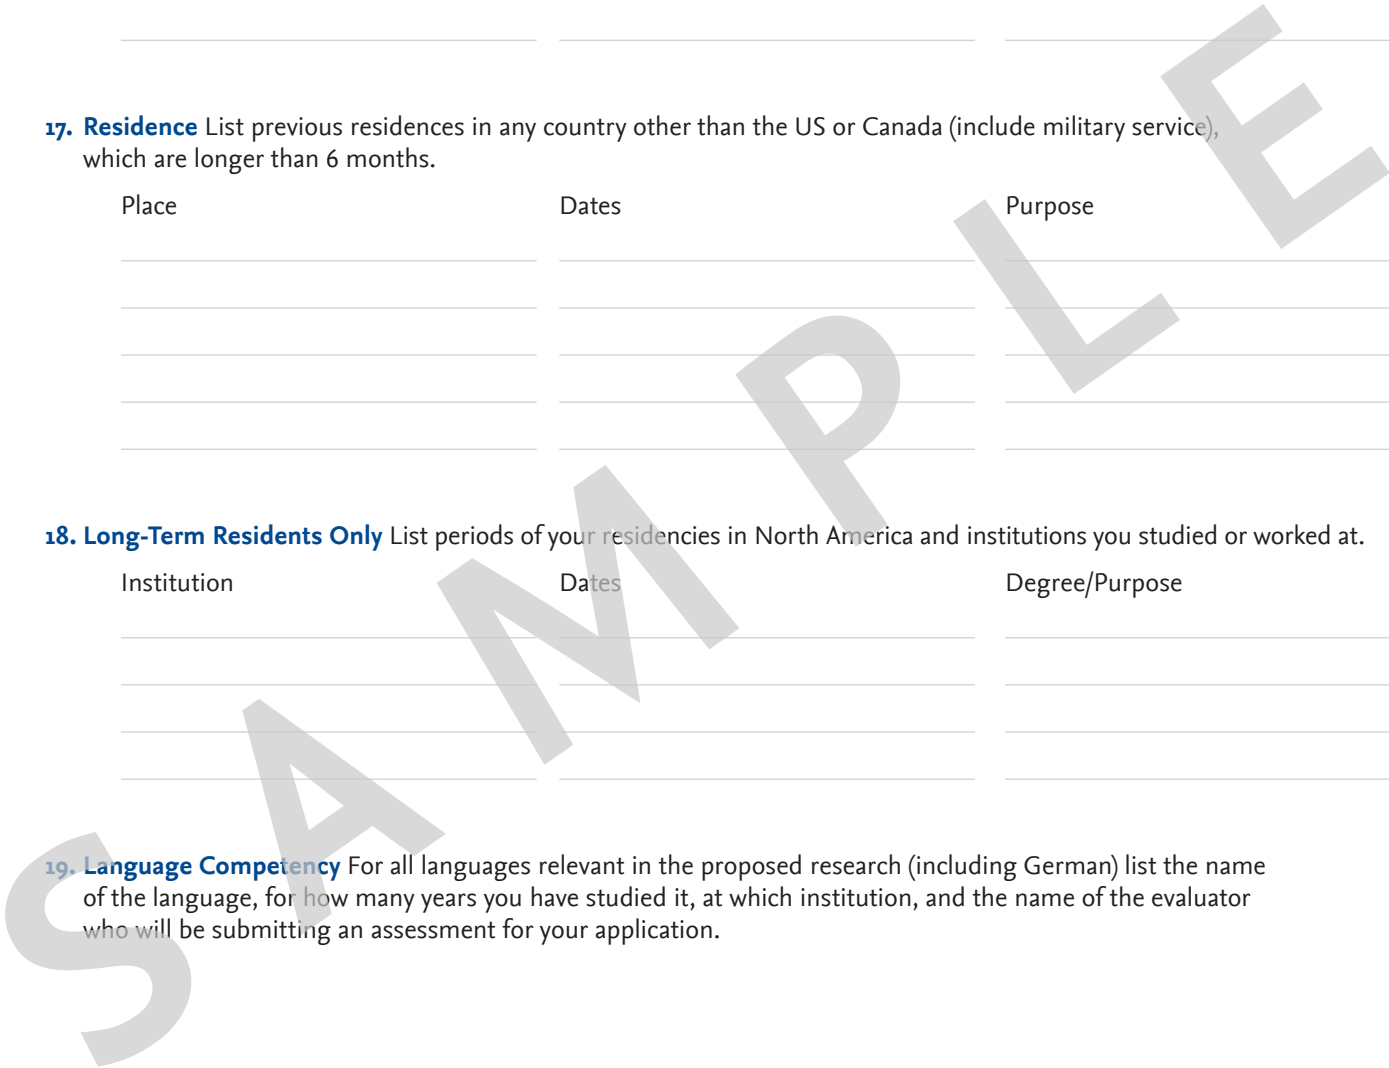 17. Residence List previous residences in any country other than the US or Canada (include military service),
which are longer than 6 months.
Place Dates Purpose
18. Long-Term Residents Only List periods of your residencies in North America and institutions you studied or worked at.
Institution Dates Degree/Purpose
19. Language Competency For all languages relevant in the proposed research (including German) list the name
of the language, for how many years you have studied it, at which institution, and the name of the evaluator
who will be submitting an assessment for your application.
SAMPLE